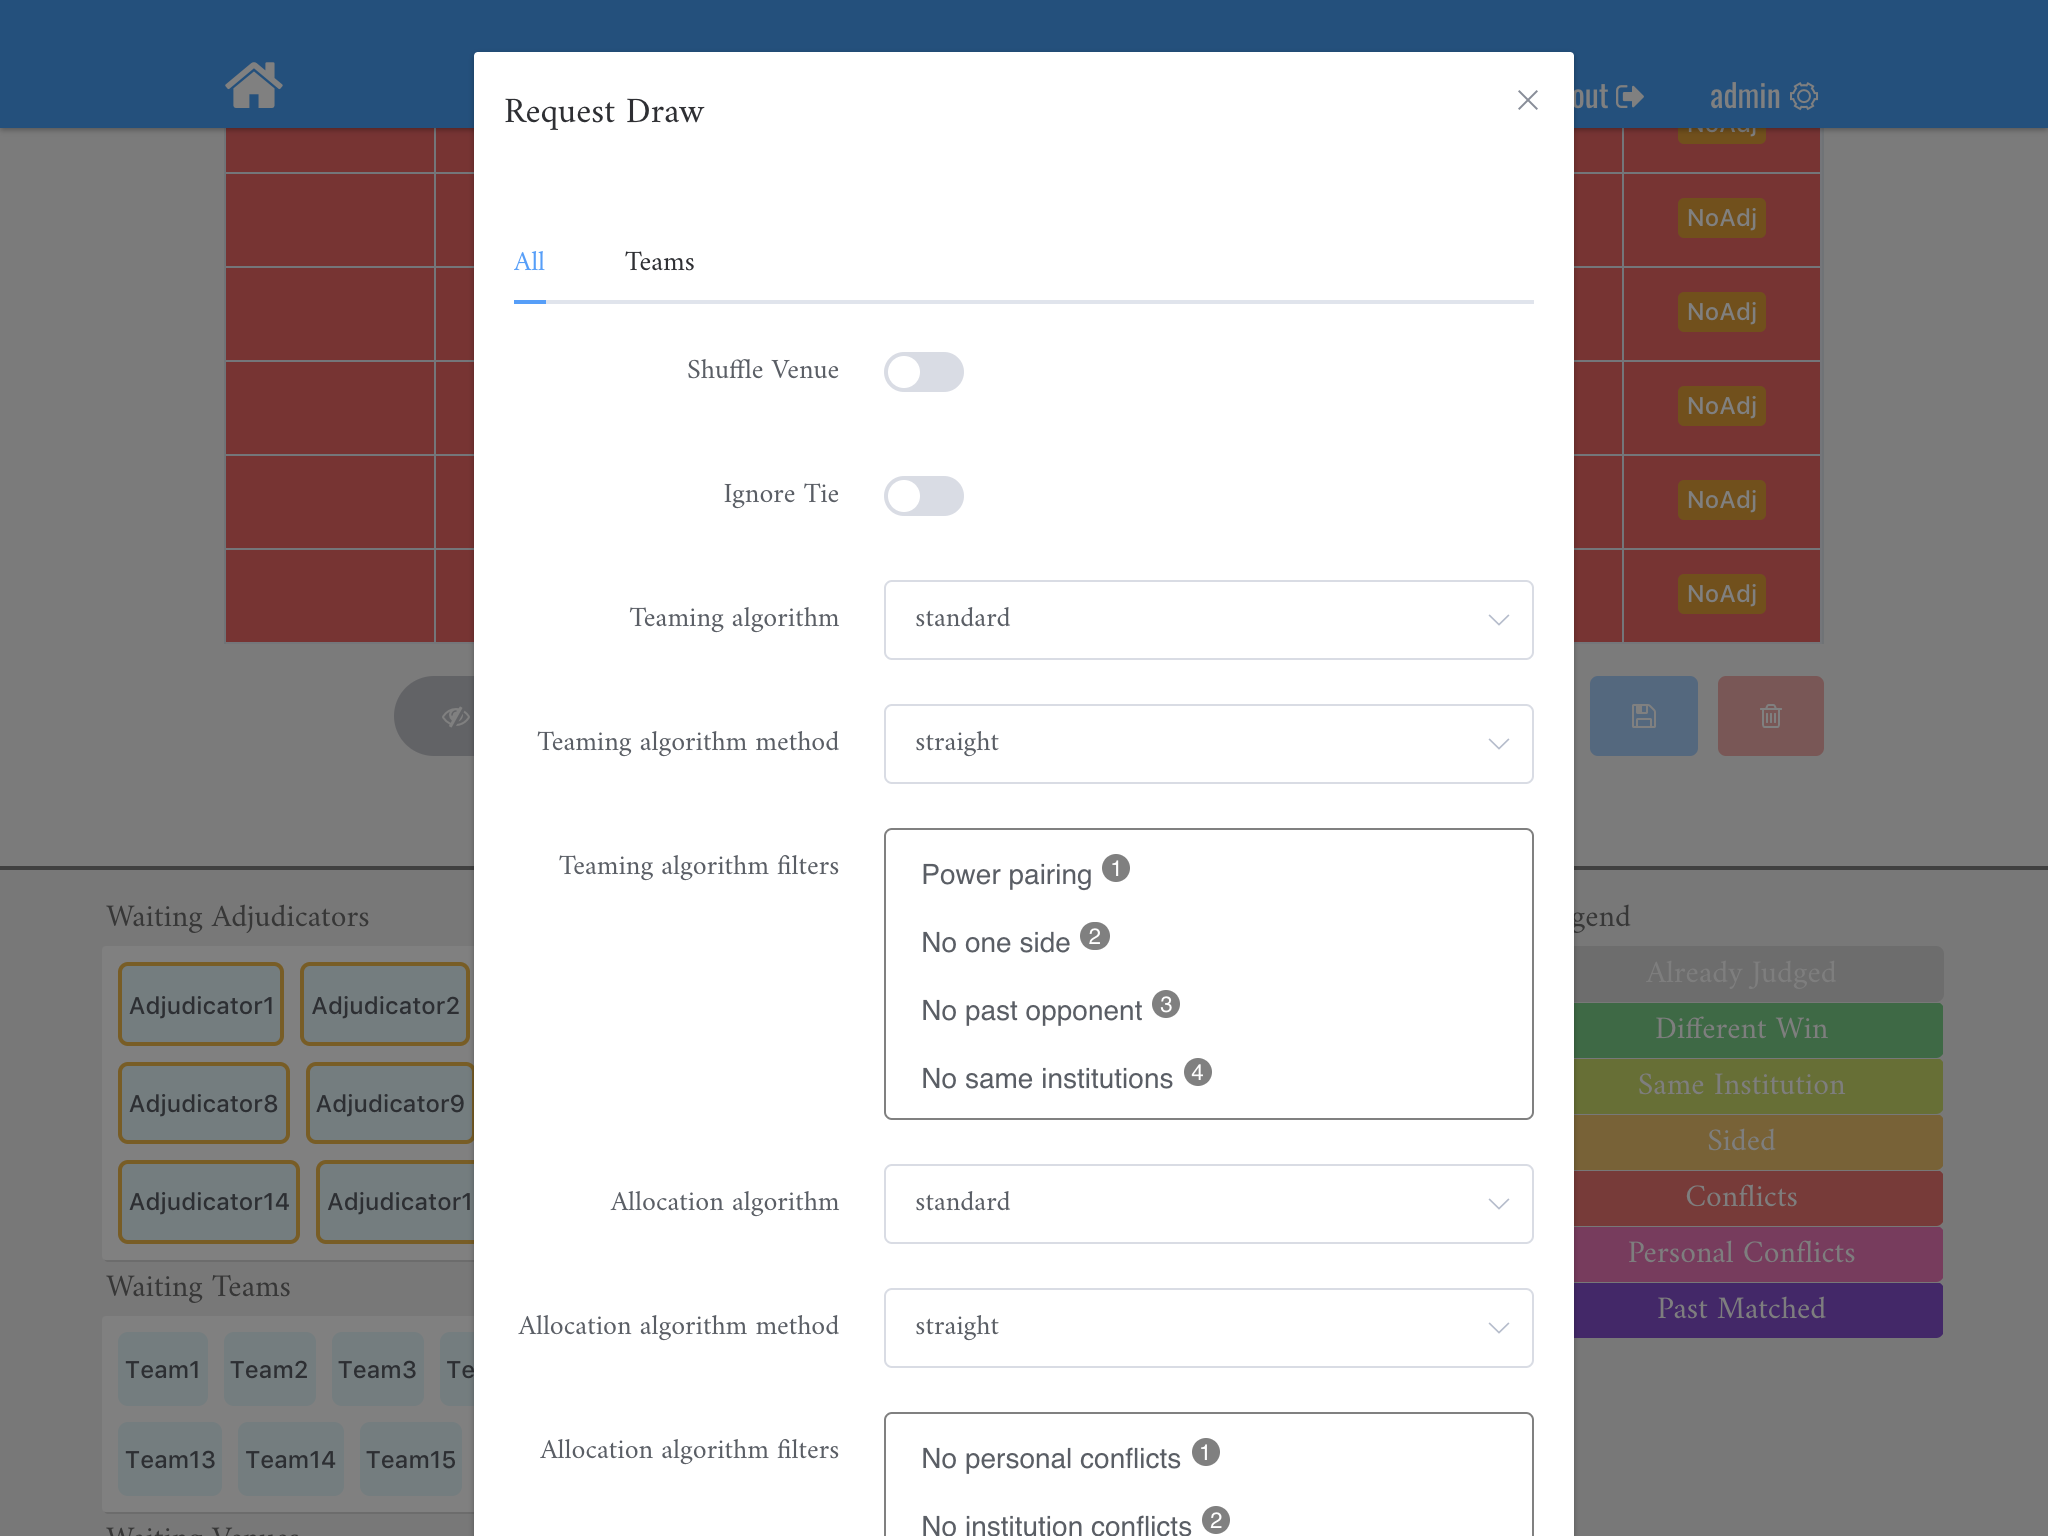 Request Draw
out
admin
NoAdj
NoAdj
NoAdj
NoAdj
NoAdj
NoAdj
All
Teams
Shuffle Venue
Ignore Tie
Teaming algorithm
standard
Teaming algorithm method
straight
Teaming algorithm filters
Power pairing 1
No one side 2
No past opponent 3
No same institutions 4
Allocation algorithm
standard
Allocation algorithm method
straight
Allocation algorithm filters
No personal conflicts 1
No institution conflicts 2
Waiting Adjudicators
Adjudicator1 Adjudicator2
Adjudicator8 Adjudicator9
Adjudicator14 Adjudicator1
Waiting Teams
Team1 Team2 Team3 Te
Team13 Team14 Team15
Waiting Venues
gend
Already Judged
Different Win
Same Institution
Sided
Conflicts
Personal Conflicts
Past Matched